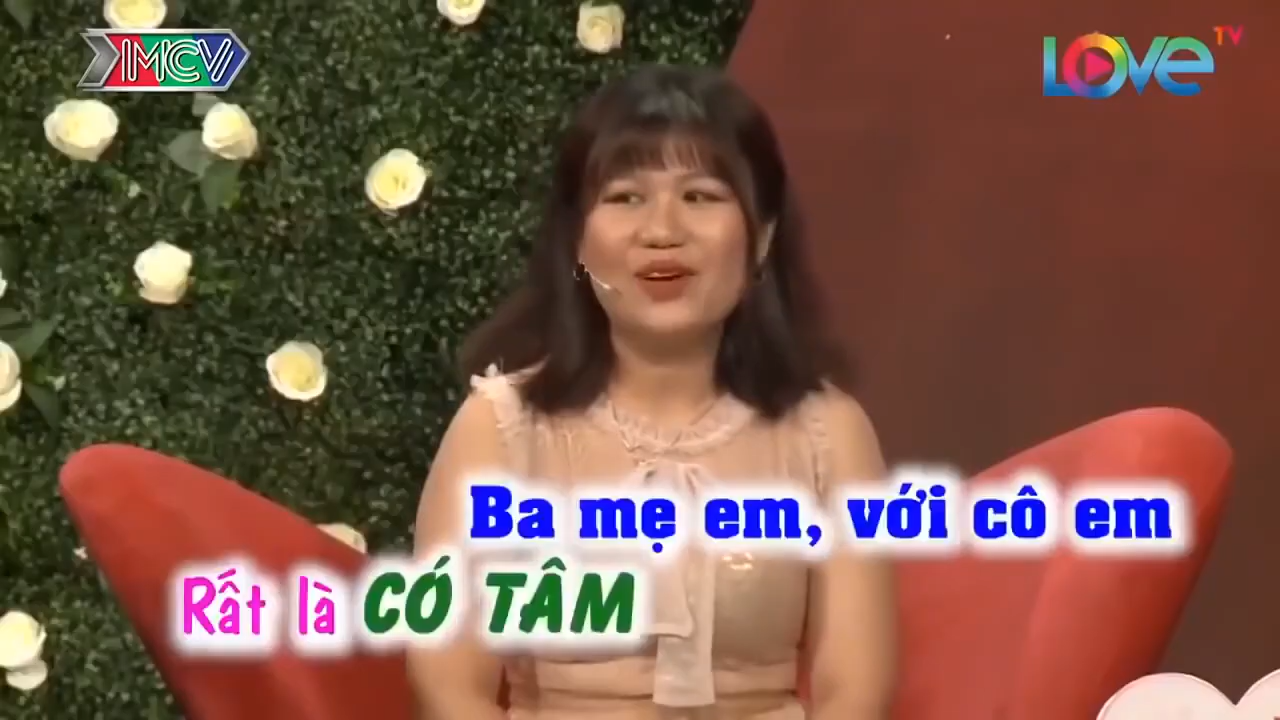 MCV
LOVE TV
Ba mẹ em, với cô em
Rất là CÓ TÂM